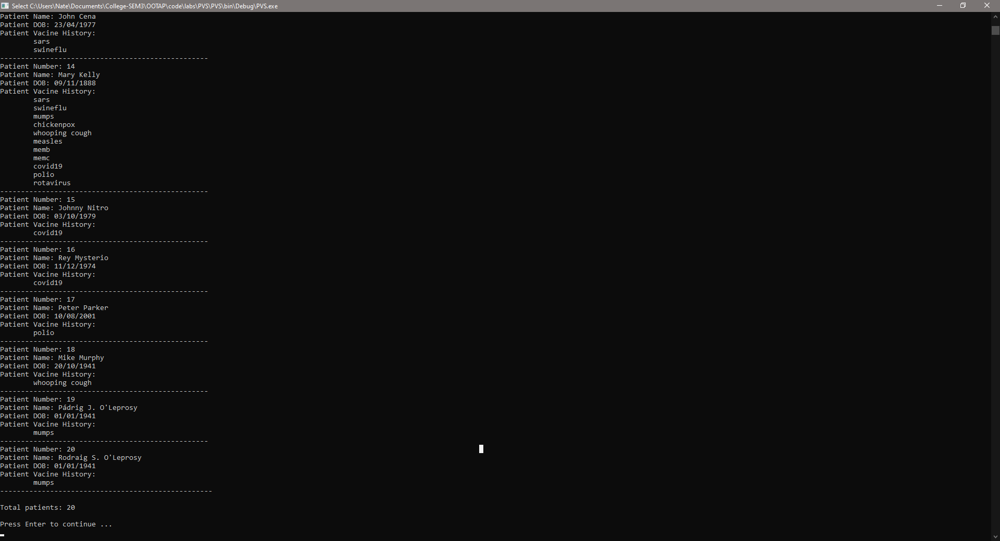 Select C:\Users\Nate\Documents\College-SEM3\OOTAP\code\labs\PVS\PVS\bin\Debug\PVS.exe
Patient Name: John Cena
Patient DOB: 23/04/1977
Patient Vacine History:
        sars
        swineflu
--------------------------------------------------
Patient Number: 14
Patient Name: Mary Kelly
Patient DOB: 09/11/1888
Patient Vacine History:
        sars
        swineflu
        mumps
        chickenpox
        whooping cough
        measles
        memb
        memc
        covid19
        polio
        rotavirus
--------------------------------------------------
Patient Number: 15
Patient Name: Johnny Nitro
Patient DOB: 03/10/1979
Patient Vacine History:
        covid19
--------------------------------------------------
Patient Number: 16
Patient Name: Rey Mysterio
Patient DOB: 11/12/1974
Patient Vacine History:
        covid19
--------------------------------------------------
Patient Number: 17
Patient Name: Peter Parker
Patient DOB: 10/08/2001
Patient Vacine History:
        polio
--------------------------------------------------
Patient Number: 18
Patient Name: Mike Murphy
Patient DOB: 20/10/1941
Patient Vacine History:
        whooping cough
--------------------------------------------------
Patient Number: 19
Patient Name: Pádrig J. O'Leprosy
Patient DOB: 01/01/1941
Patient Vacine History:
        mumps
--------------------------------------------------
Patient Number: 20
Patient Name: Rodraig S. O'Leprosy
Patient DOB: 01/01/1941
Patient Vacine History:
        mumps
---------------------------------------------------
Total patients: 20
Press Enter to continue ...